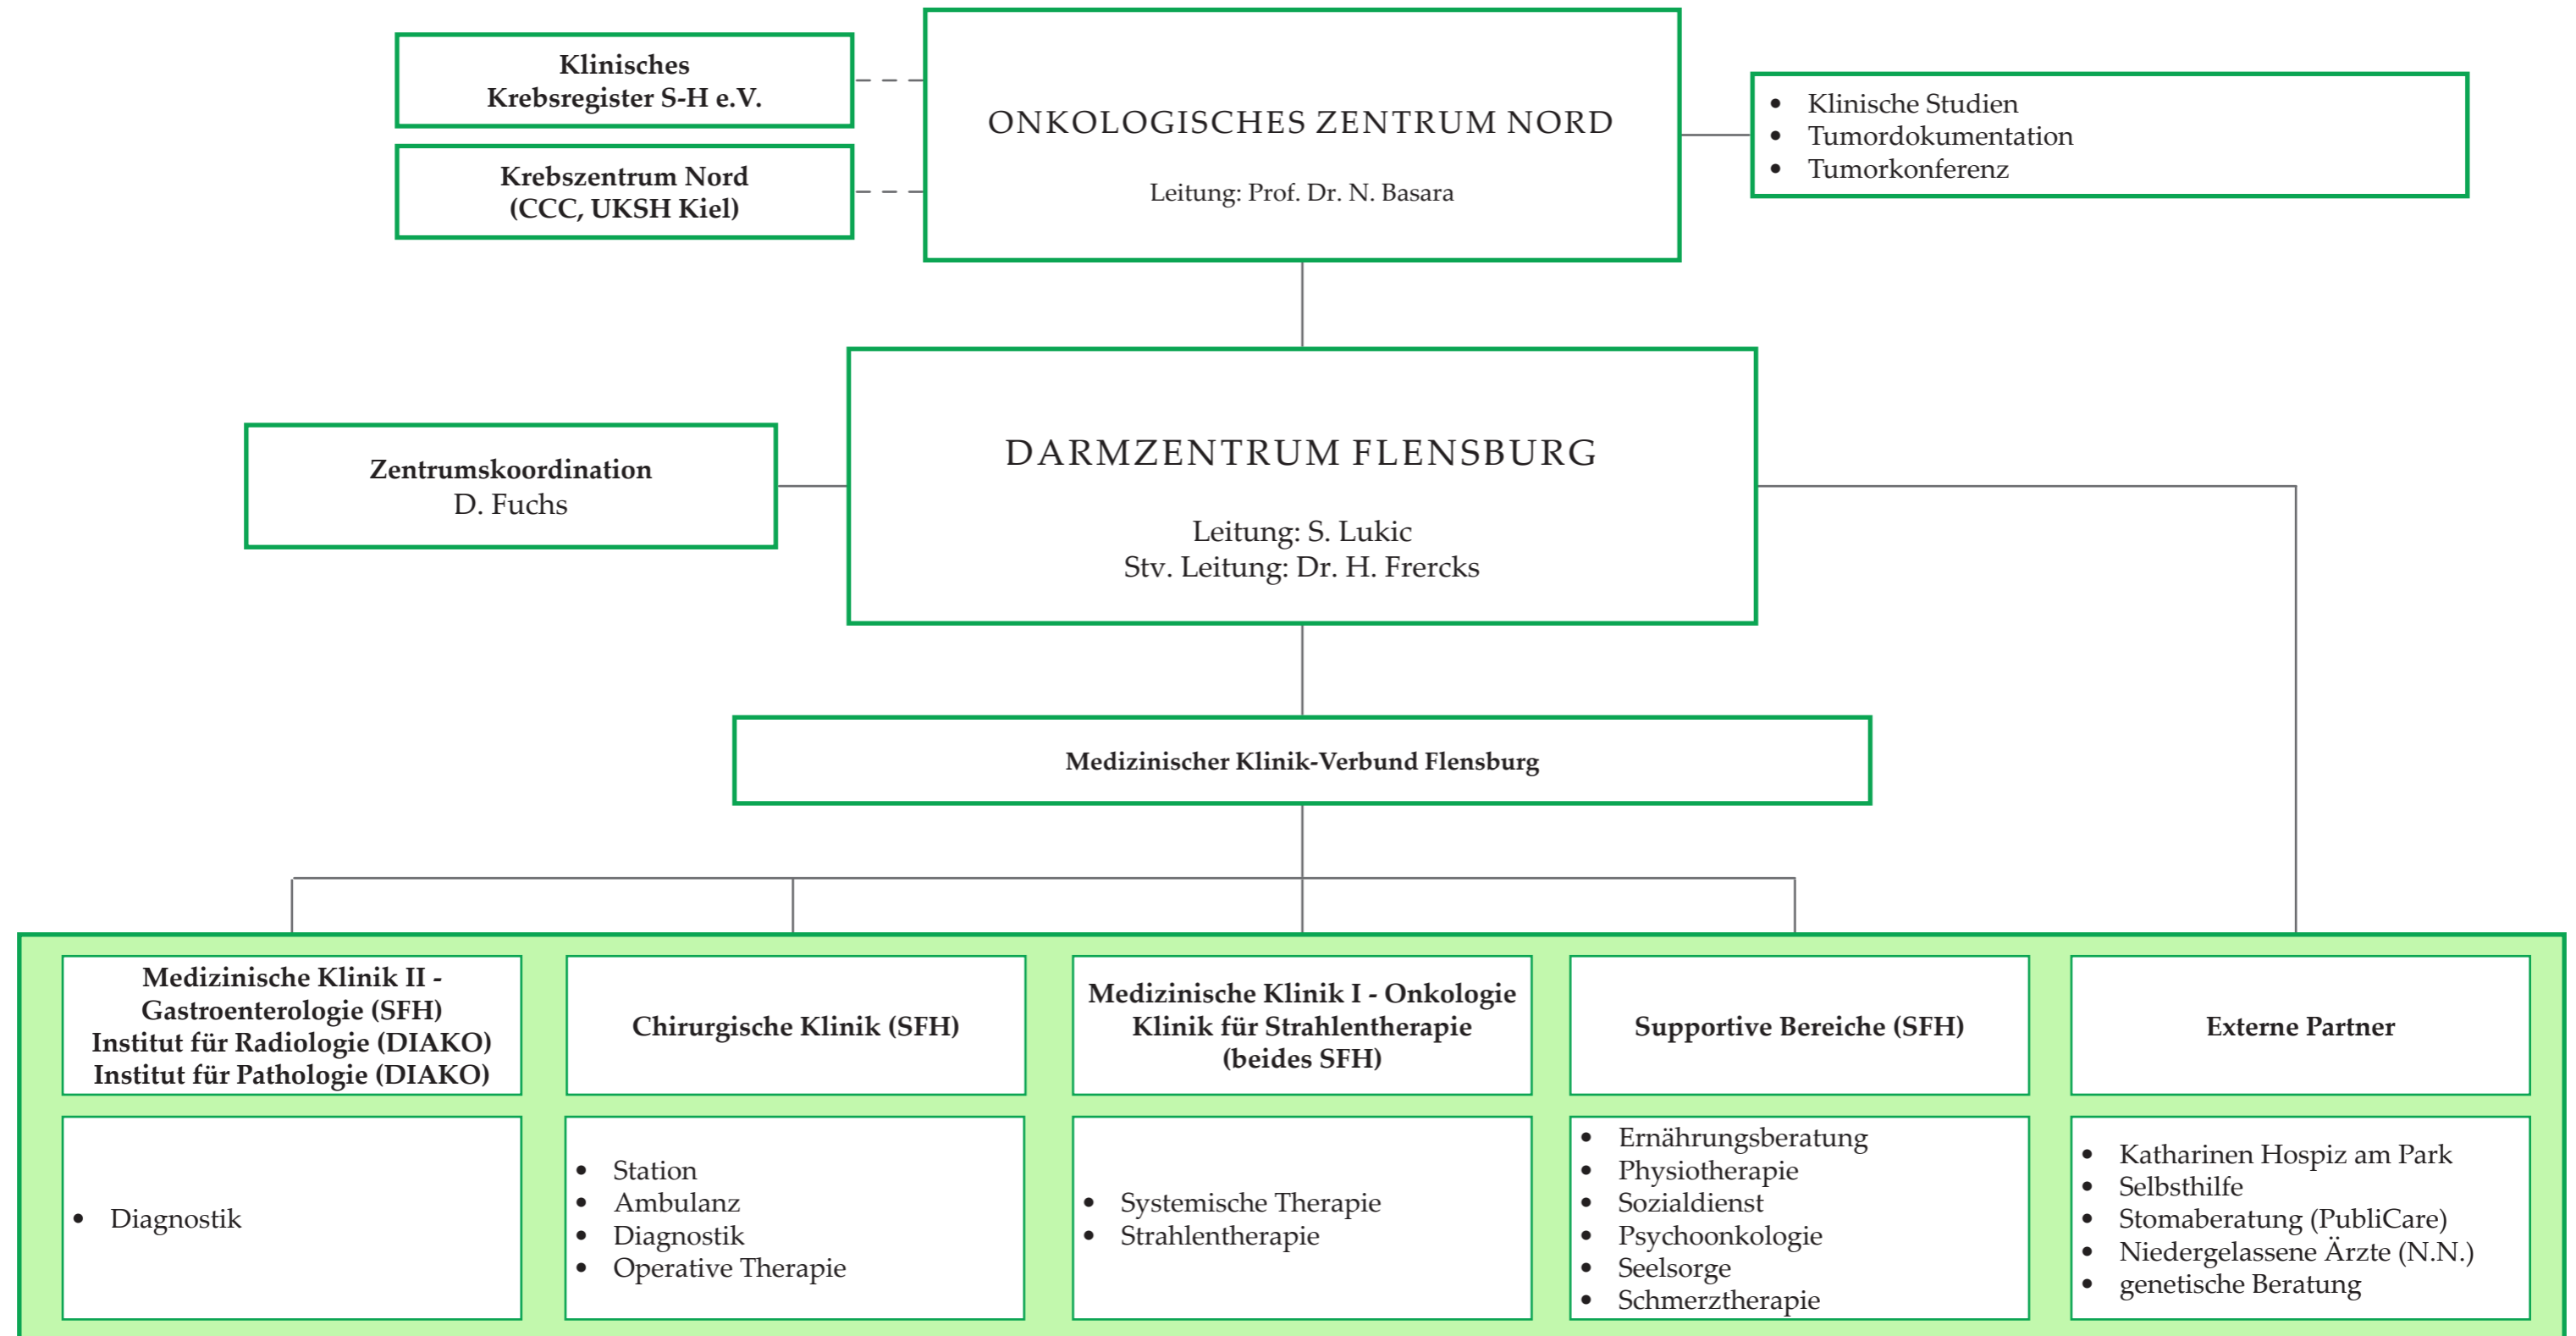 Klinisches
Krebsregister S-H e.V.
Krebszentrum Nord
(CCC, UKSH Kiel)
ONKOLOGISCHES ZENTRUM NORD
Leitung: Prof. Dr. N. Basara
• Klinische Studien
• Tumordokumentation
• Tumorkonferenz
Zentrumskoordination
D. Fuchs
DARMZENTRUM FLENSBURG
Leitung: S. Lukic
Stv. Leitung: Dr. H. Frercks
Medizinischer Klinik-Verbund Flensburg
Medizinische Klinik II -
Gastroenterologie (SFH)
Institut für Radiologie (DIAKO)
Institut für Pathologie (DIAKO)
• Diagnostik
Chirurgische Klinik (SFH)
• Station
• Ambulanz
• Diagnostik
• Operative Therapie
Medizinische Klinik I - Onkologie
Klinik für Strahlentherapie
(beides SFH)
• Systemische Therapie
• Strahlentherapie
Supportive Bereiche (SFH)
• Ernährungsberatung
• Physiotherapie
• Sozialdienst
• Psychoonkologie
• Seelsorge
• Schmerztherapie
Externe Partner
• Katharinen Hospiz am Park
• Selbsthilfe
• Stomaberatung (PubliCare)
• Niedergelassene Ärzte (N.N.)
• genetische Beratung